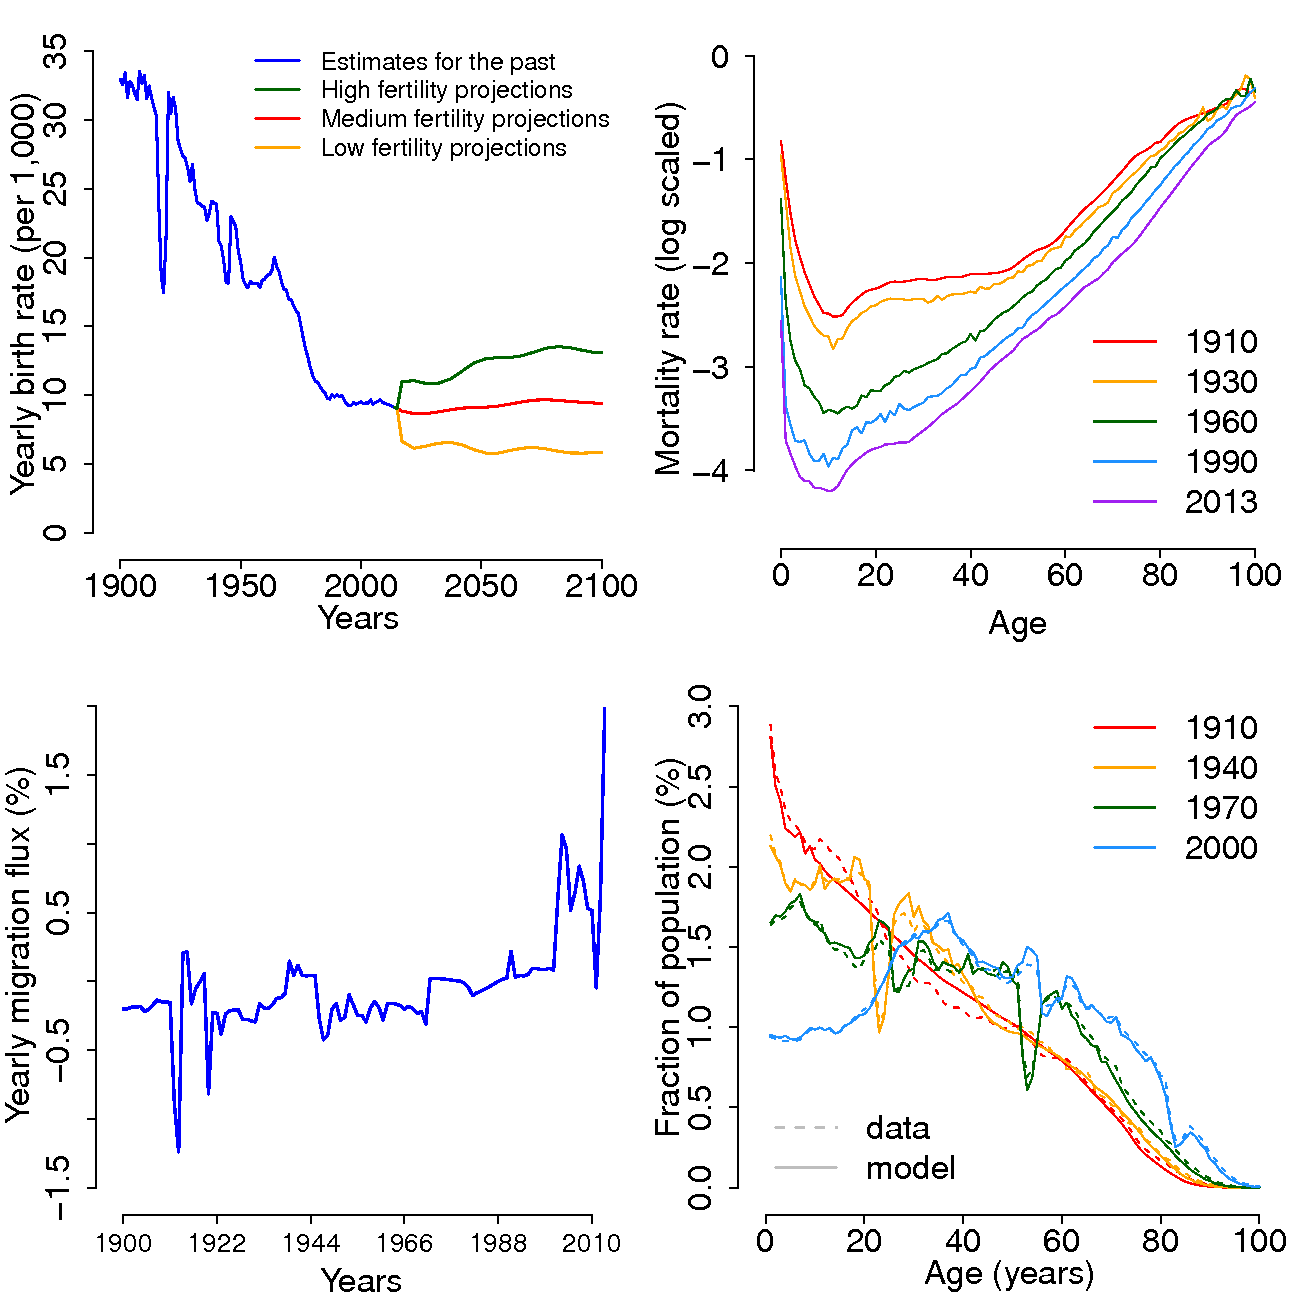 Yearly birth rate (per 1,000)
35
30
25
20
15
10
5
0
Estimates for the past
High fertility projections
Medium fertility projections
Low fertility projections
1900 1950 2000 2050 2100
Years
Mortality rate (log scaled)
0
−1
−2
−3
−4
1910
1930
1960
1990
2013
0 20 40 60 80 100
Age
Yearly migration flux (%)
1.5
0.5
−0.5
−1.5
1900 1922 1944 1966 1988 2010
Years
Fraction of population (%)
3.0
2.5
2.0
1.5
1.0
0.5
0.0
1910
1940
1970
2000
data
model
0 20 40 60 80 100
Age (years)